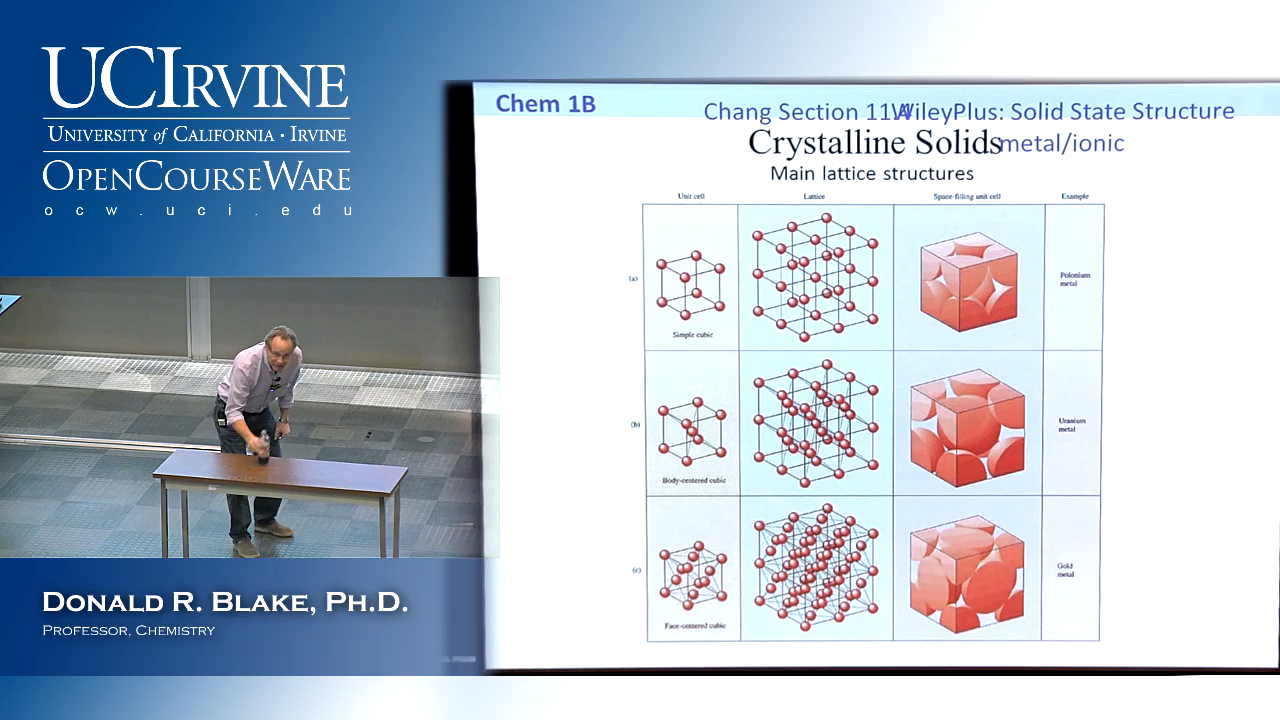 UCIRVINE
UNIVERSITY of CALIFORNIA · IRVINE
OPENCOURSEWARE
ocw.uci.edu
DONALD R. BLAKE, PH.D.
PROFESSOR, CHEMISTRY
Chem 1B
Chang Section 11.4
WileyPlus: Solid State Structure
Crystalline Solids
metal/ionic
Main lattice structures
Unit cell Lattice Space-filling unit cell Example
(a)
Simple cubic
Polonium
metal
(b)
Body-centered cubic
Uranium
metal
(c)
Face-centered cubic
Gold
metal